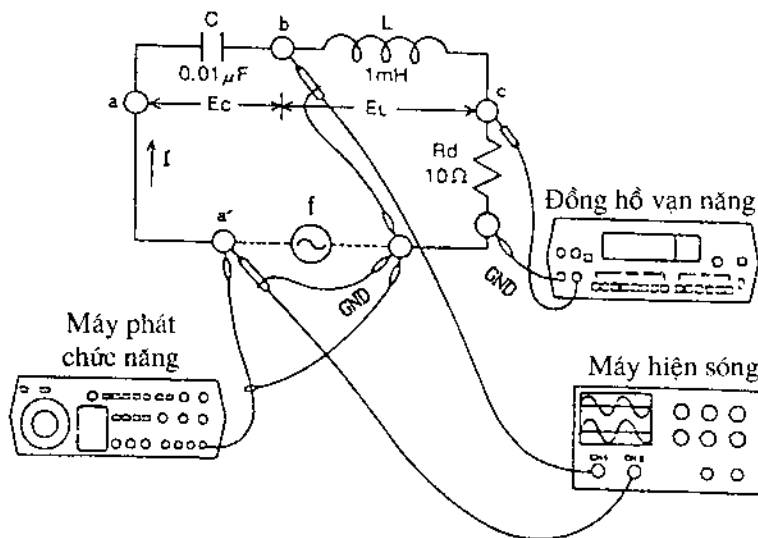 C
b
L
0.01μF
1mH
a
Ec
EL
c
I
Rd
10Ω
a'
f
Đồng hồ vạn năng
GND
GND
Máy phát
chức năng
Máy hiện sóng
CH1
CH2